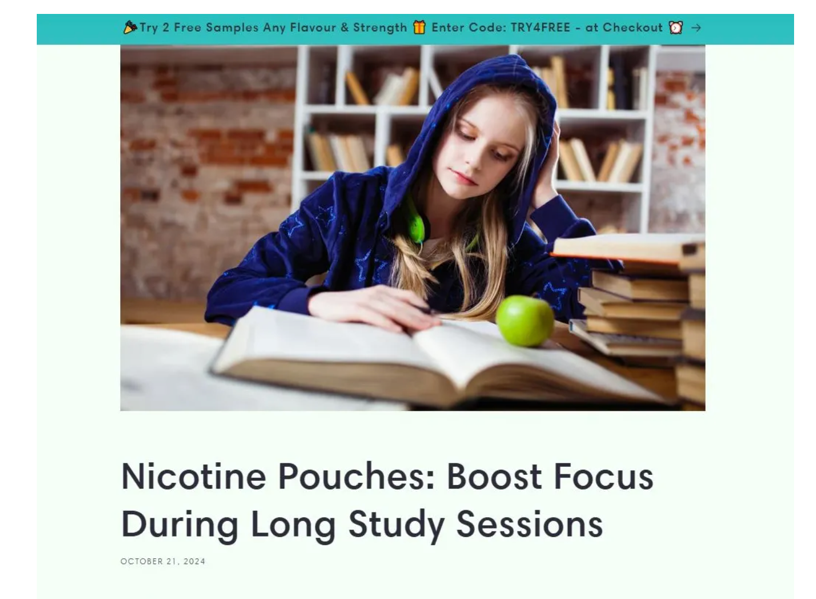 🎉Try 2 Free Samples Any Flavour & Strength 🎁 Enter Code: TRY4FREE - at Checkout ⏰ →
Nicotine Pouches: Boost Focus
During Long Study Sessions
OCTOBER 21, 2024